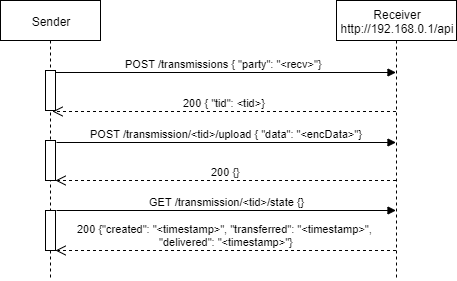 Sender
Receiver
http://192.168.0.1/api
POST /transmissions { "party": "<recv>"}
200 { "tid": <tid>}
POST /transmission/<tid>/upload { "data": "<encData>"}
200 {}
GET /transmission/<tid>/state {}
200 {"created": "<timestamp>", "transferred": "<timestamp>",
"delivered": "<timestamp>"}